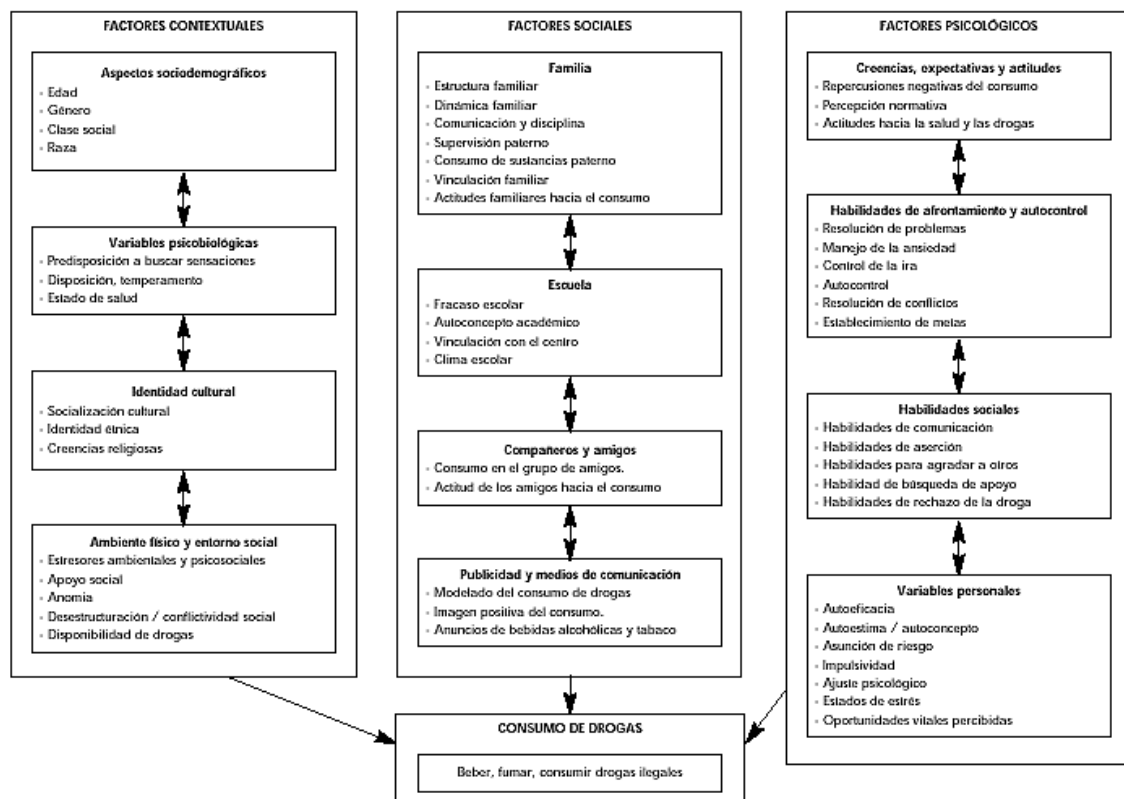 FACTORES CONTEXTUALES
Aspectos sociodemográficos
- Edad
- Género
- Clase social
- Raza
Variables psicobiológicas
- Predisposición a buscar sensaciones
- Disposición, temperamento
- Estado de salud
Identidad cultural
- Socialización cultural
- Identidad étnica
- Creencias religiosas
Ambiente físico y entorno social
- Estresores ambientales y psicosociales
- Apoyo social
- Anomia
- Desestructuración / conflictividad social
- Disponibilidad de drogas
FACTORES SOCIALES
Familia
- Estructura familiar
- Dinámica familiar
- Comunicación y disciplina
- Supervisión paterno
- Consumo de sustancias paterno
- Vinculación familiar
- Actitudes familiares hacia el consumo
Escuela
- Fracaso escolar
- Autoconcepto académico
- Vinculación con el centro
- Clima escolar
Compañeros y amigos
- Consumo en el grupo de amigos.
- Actitud de los amigos hacia el consumo
Publicidad y medios de comunicación
- Modelado del consumo de drogas
- Imagen positiva del consumo.
- Anuncios de bebidas alcohólicas y tabaco
FACTORES PSICOLÓGICOS
Creencias, expectativas y actitudes
- Repercusiones negativas del consumo
- Percepción normativa
- Actitudes hacia la salud y las drogas
Habilidades de afrontamiento y autocontrol
- Resolución de problemas
- Manejo de la ansiedad
- Control de la ira
- Autocontrol
- Resolución de conflictos
- Establecimiento de metas
Habilidades sociales
- Habilidades de comunicación
- Habilidades de aserción
- Habilidades para agradar a otros
- Habilidad de búsqueda de apoyo
- Habilidades de rechazo de la droga
Variables personales
- Autoeficacia
- Autoestima / autoconcepto
- Asunción de riesgo
- Impulsividad
- Ajuste psicológico
- Estados de estrés
- Oportunidades vitales percibidas
CONSUMO DE DROGAS
Beber, fumar, consumir drogas ilegales